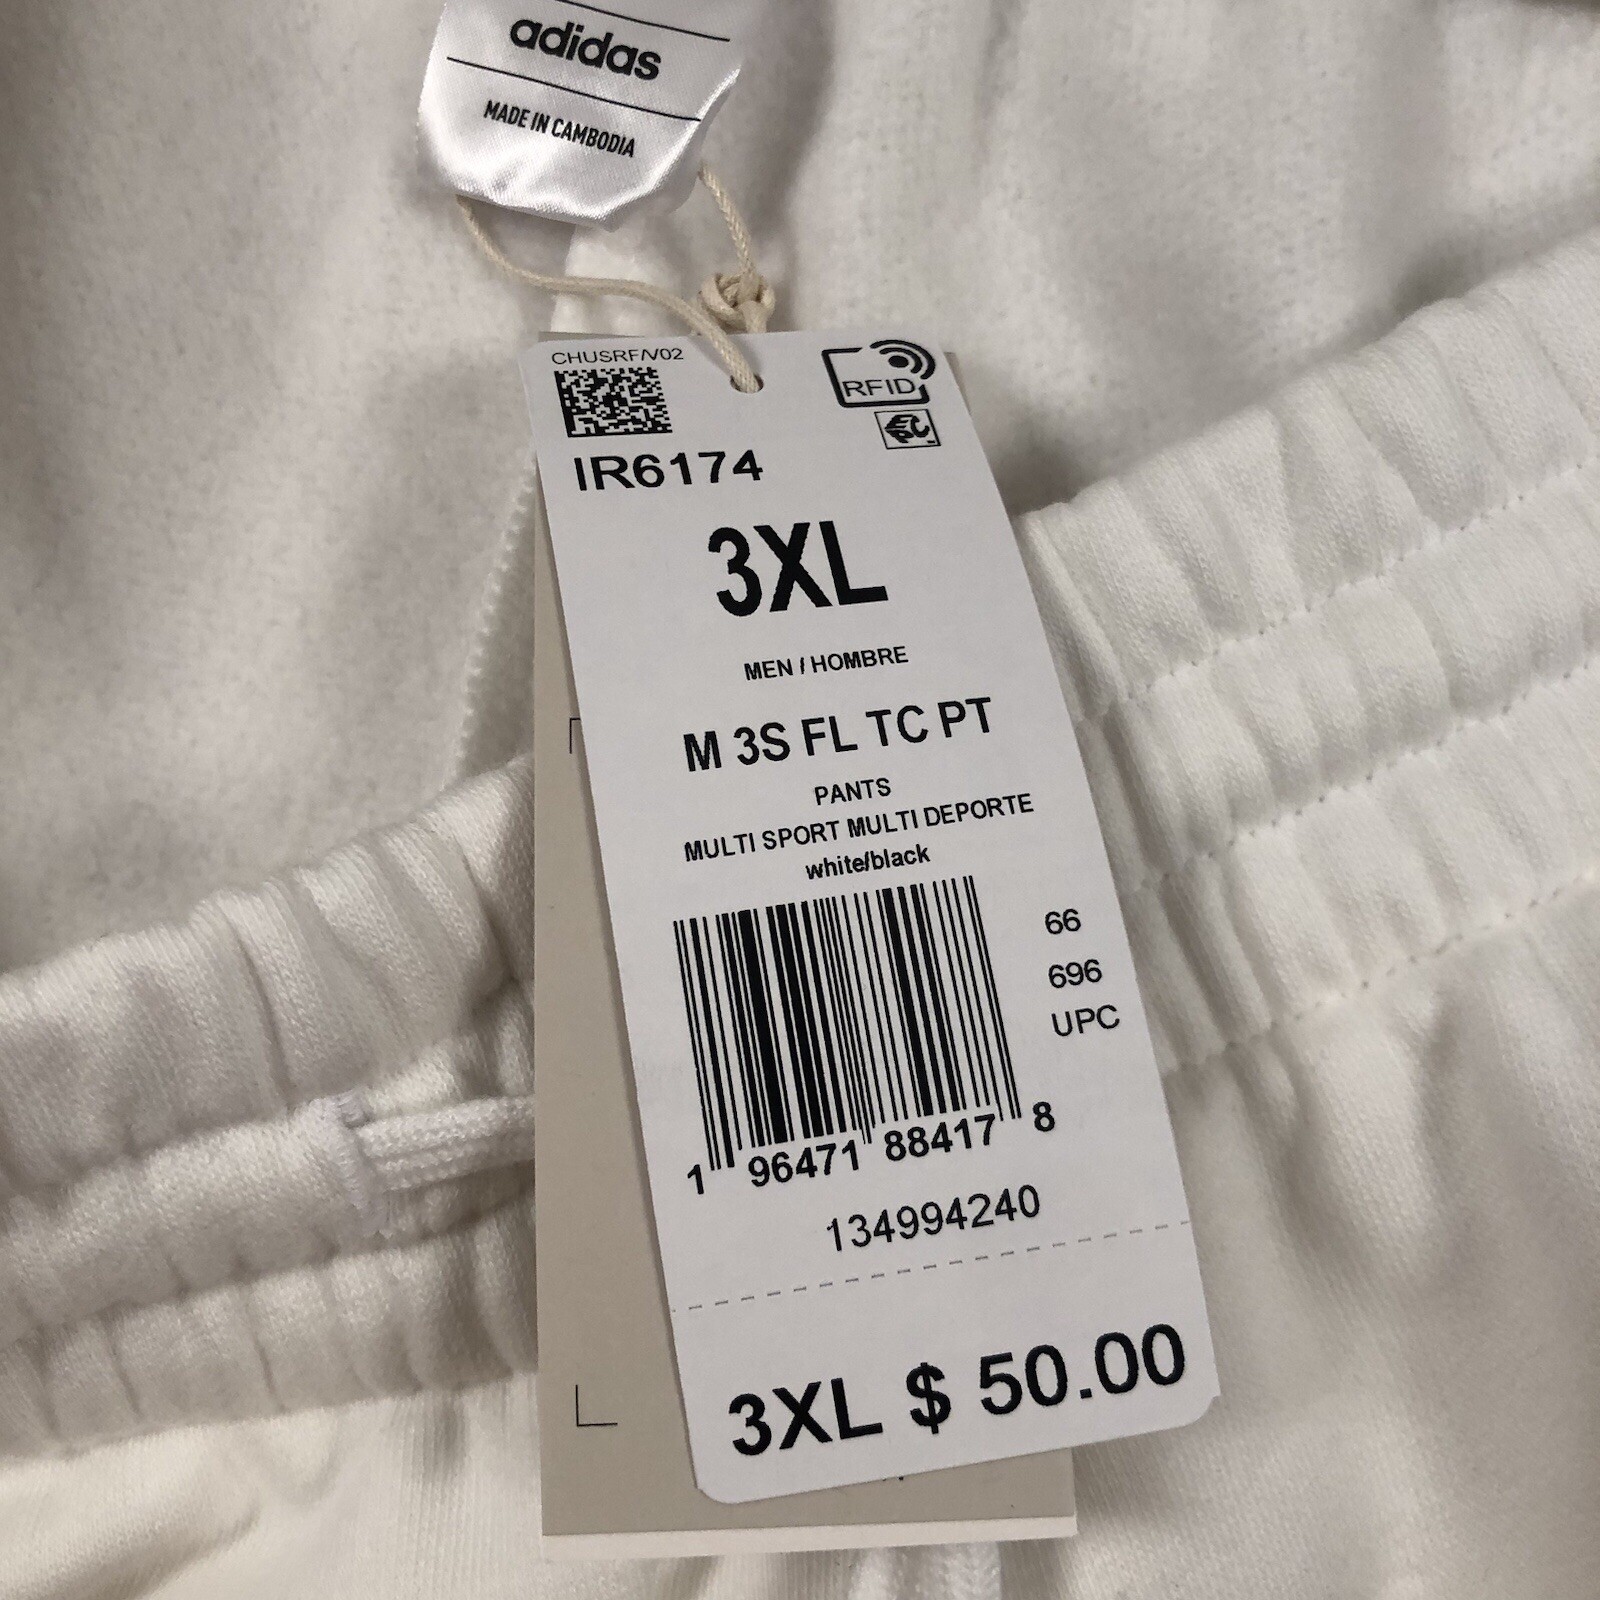 adidas
MADE IN CAMBODIA
CHUSRF/V02
RFID
EPC
IR6174
3XL
MEN / HOMBRE
M 3S FL TC PT
PANTS
MULTI SPORT MULTI DEPORTE
white/black
66
696
UPC
1 96471 88417 8
134994240
3XL $ 50.00